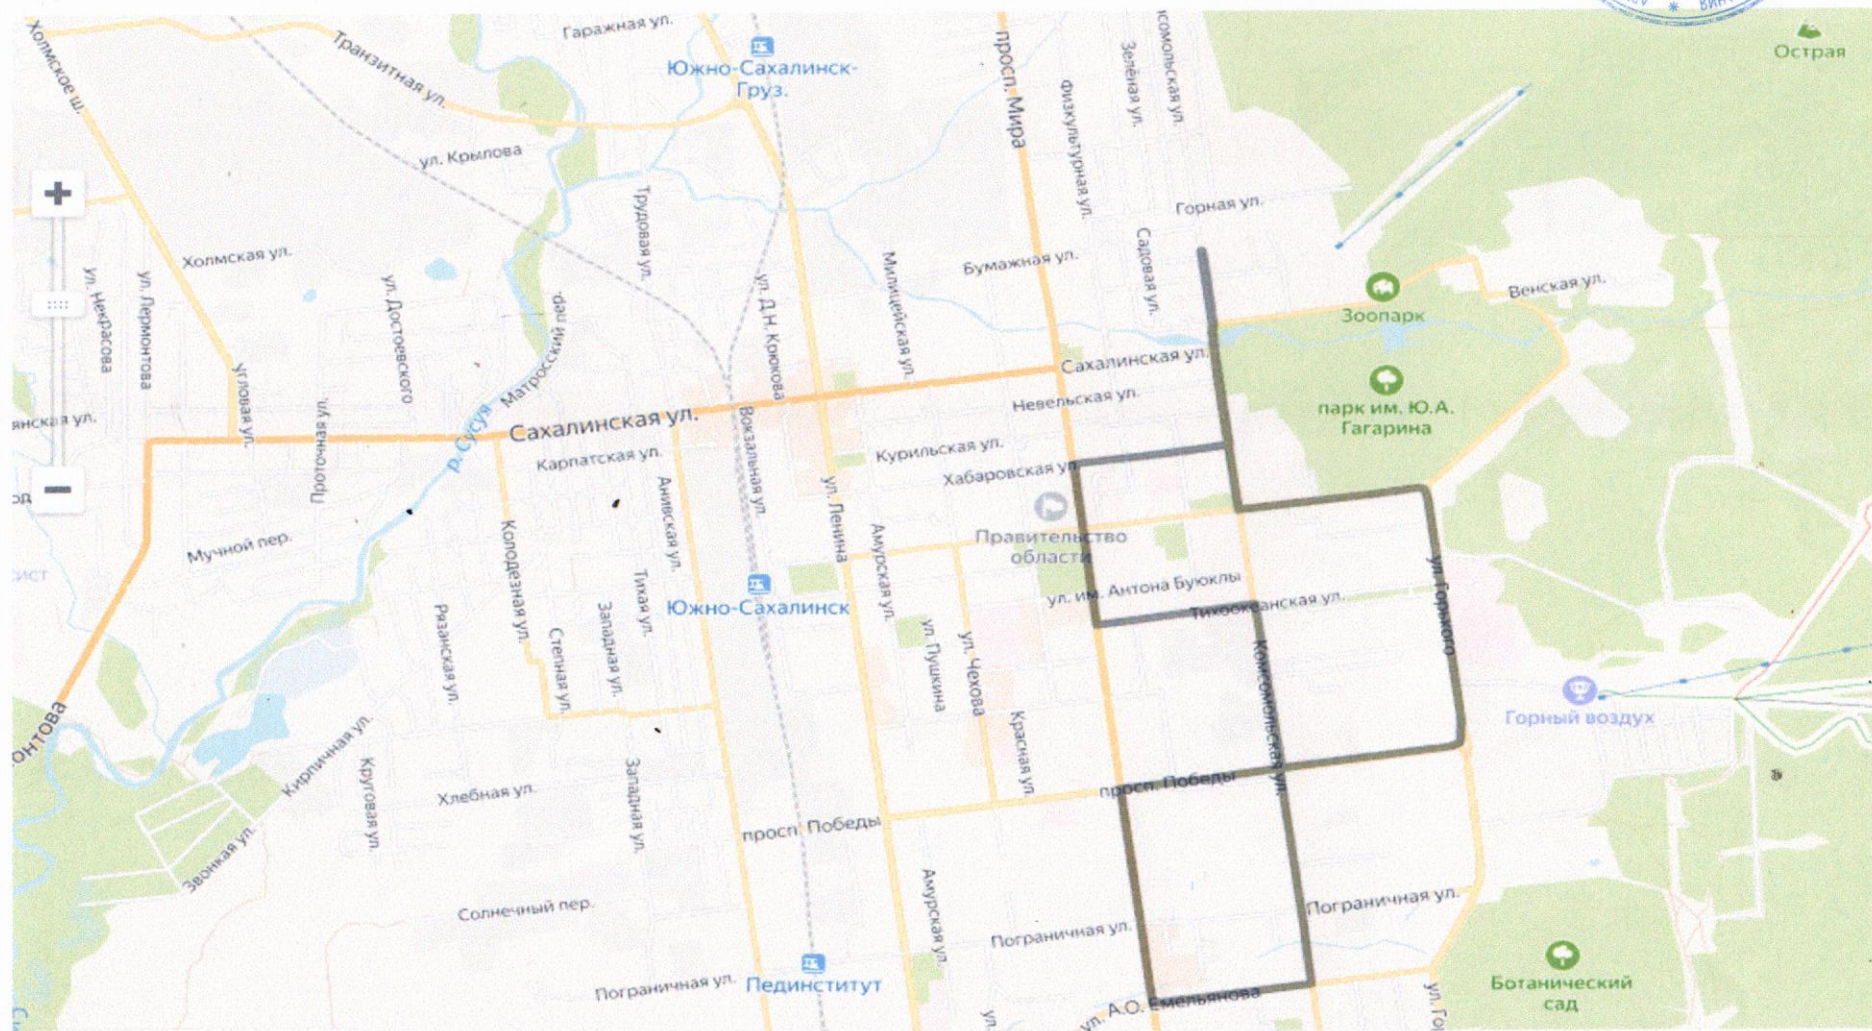 Гаражная ул.
Южно-Сахалинск-
Груз.
Острая
Холмское ш.
Транзитная ул.
просп. Мира
Зелёная ул.
Физкультурная ул.
ул. Крылова
Трудовая ул.
Горная ул.
Садовая ул.
Холмская ул.
Бумажная ул.
Милицейская ул.
ул. Д.Н. Крюкова
Венская ул.
Зоопарк
ул. Некрасова
ул. Лермонтова
ул. Достоевского
Матросский пер.
Сахалинская ул.
Невельская ул.
парк им. Ю.А.
Гагарина
угловая ул.
Проточная ул.
р. Сусуя
Сахалинская ул.
Вокзальная ул.
Карпатская ул.
Курильская ул.
Хабаровская ул.
Анивская ул.
ул. Ленина
Правительство
области
Мучной пер.
Колодезная ул.
Амурская ул.
ул. им. Антона Буюклы
Тихоокеанская ул.
ул. Горького
Южно-Сахалинск
Тихая ул.
Западная ул.
Рязанская ул.
Степная ул.
ул. Пушкина
ул. Чехова
Комсомольская ул.
Горный воздух
Красная ул.
Кирпичная ул.
Круговая ул.
Хлебная ул.
Западная ул.
просп. Победы
просп. Победы
Звонкая ул.
Солнечный пер.
Амурская ул.
Пограничная ул.
Пограничная ул.
Пограничная ул.
Пединститут
ул. А.О. Емельянова
Ботанический
сад